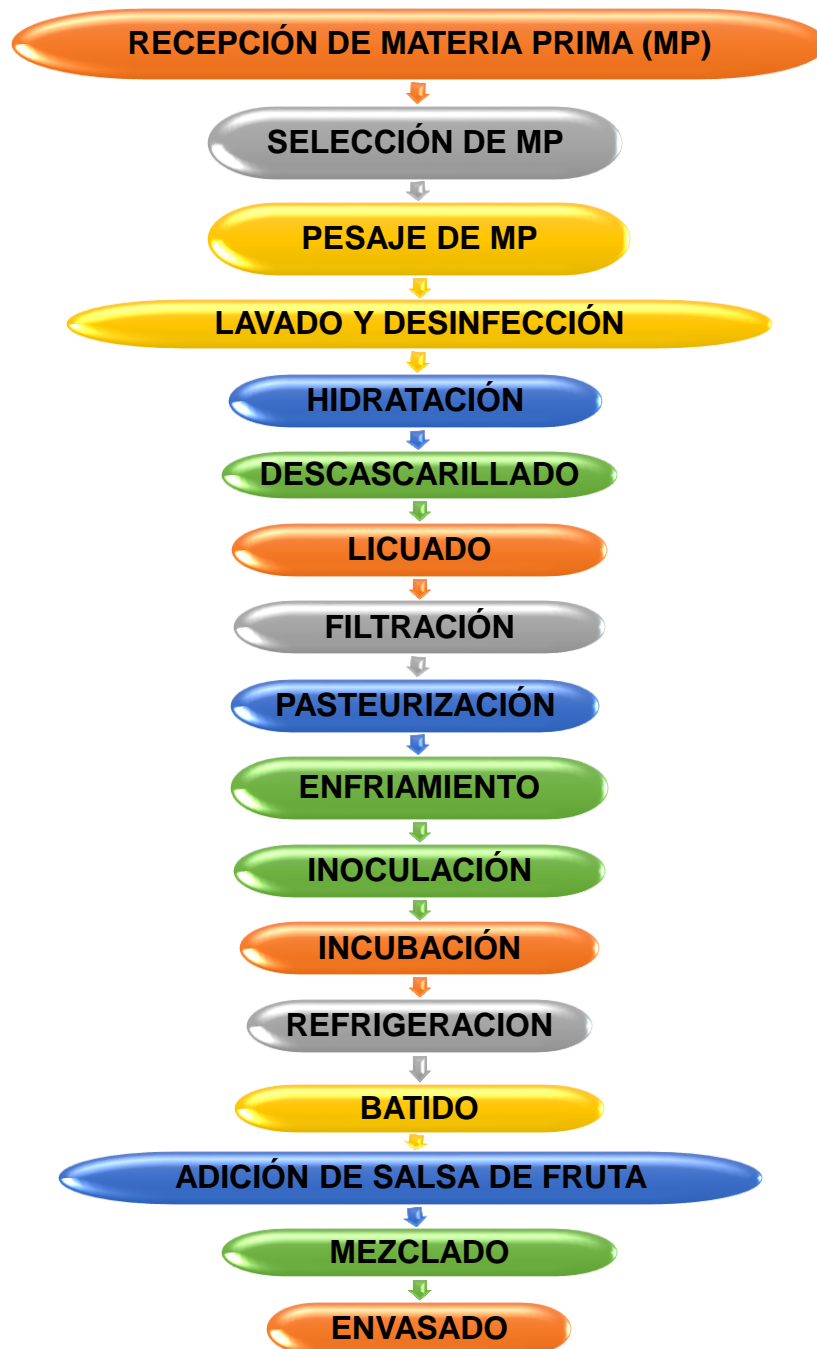 RECEPCIÓN DE MATERIA PRIMA (MP)
SELECCIÓN DE MP
PESAJE DE MP
LAVADO Y DESINFECCIÓN
HIDRATACIÓN
DESCASCARILLADO
LICUADO
FILTRACIÓN
PASTEURIZACIÓN
ENFRIAMIENTO
INOCULACIÓN
INCUBACIÓN
REFRIGERACION
BATIDO
ADICIÓN DE SALSA DE FRUTA
MEZCLADO
ENVASADO